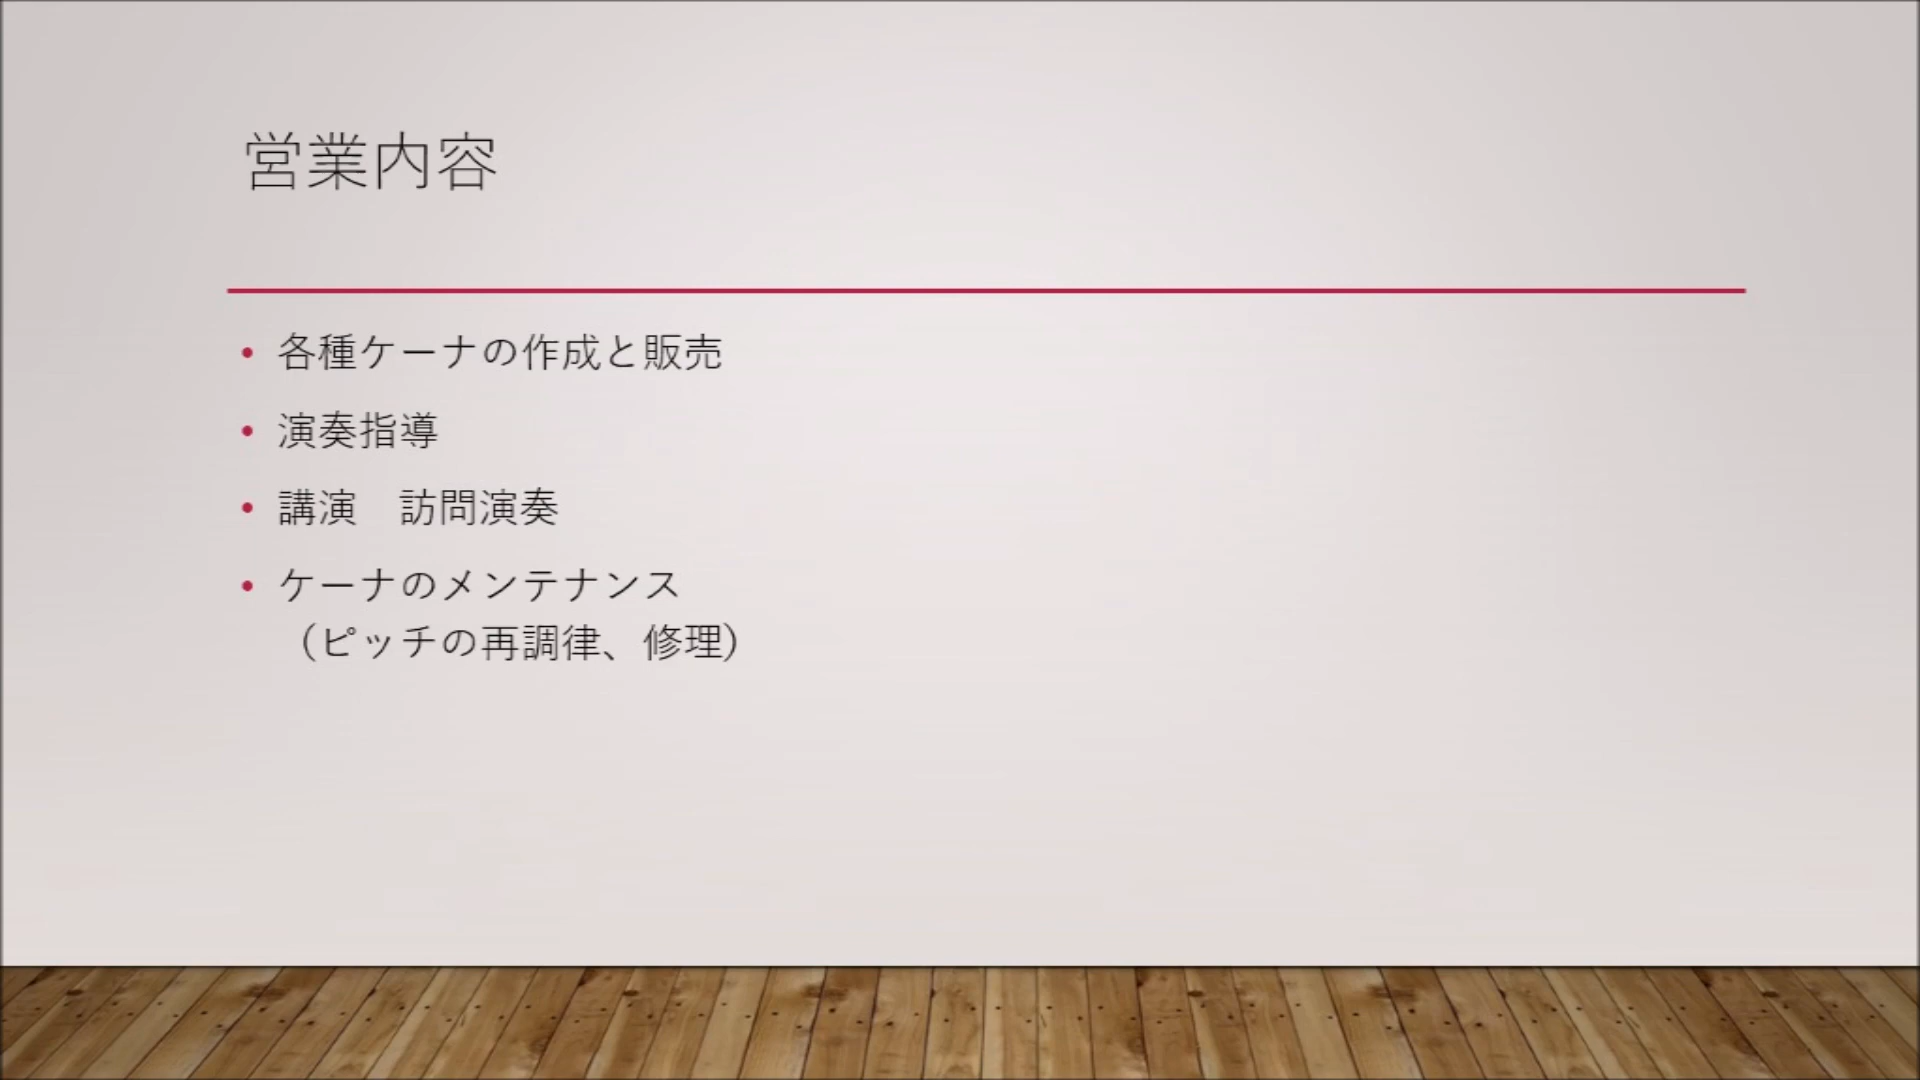 営業内容
• 各種ケーナの作成と販売
• 演奏指導
• 講演　訪問演奏
• ケーナのメンテナンス
（ピッチの再調律、修理）